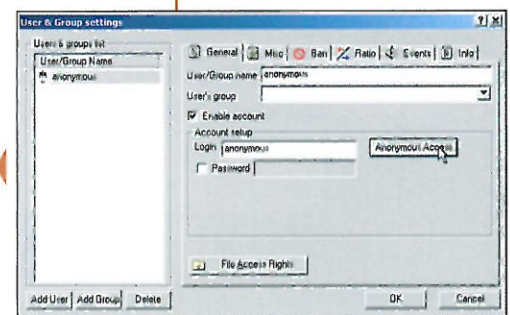 User & Group settings
Users & groups list
User/Group Name
anonymous
General
Misc
Ban
Ratio
Events
Info
User/Group name anonymous
User's group
Enable account
Account setup
Login anonymous
Anonymous Access
Password
File Access Rights
Add User
Add Group
Delete
OK
Cancel